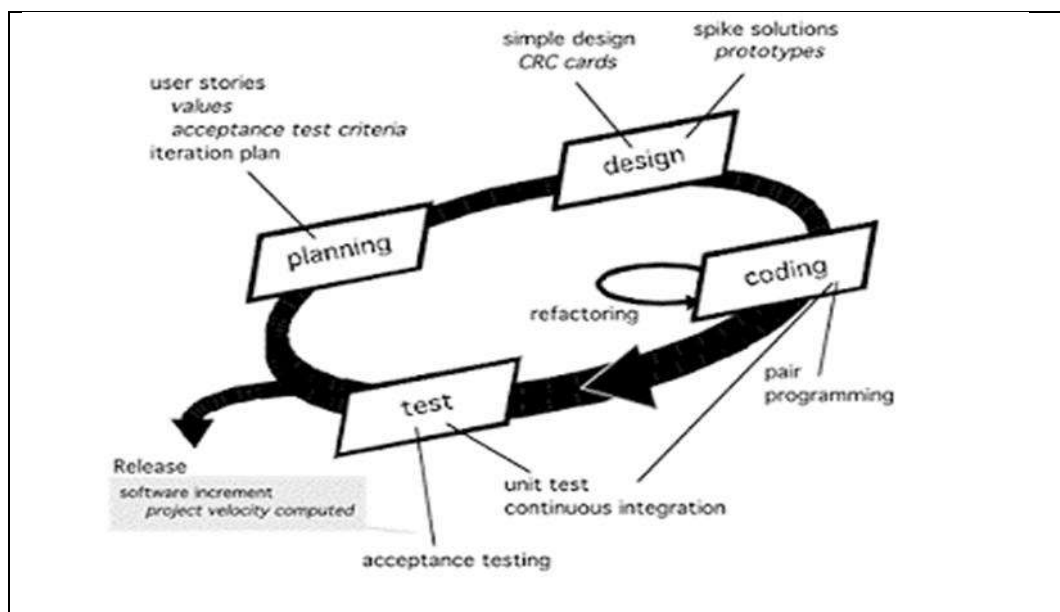 spike solutions
prototypes
simple design
CRC cards
user stories
values
acceptance test criteria
iteration plan
design
planning
coding
refactoring
test
pair
programming
Release
software increment
project velocity computed
unit test
continuous integration
acceptance testing